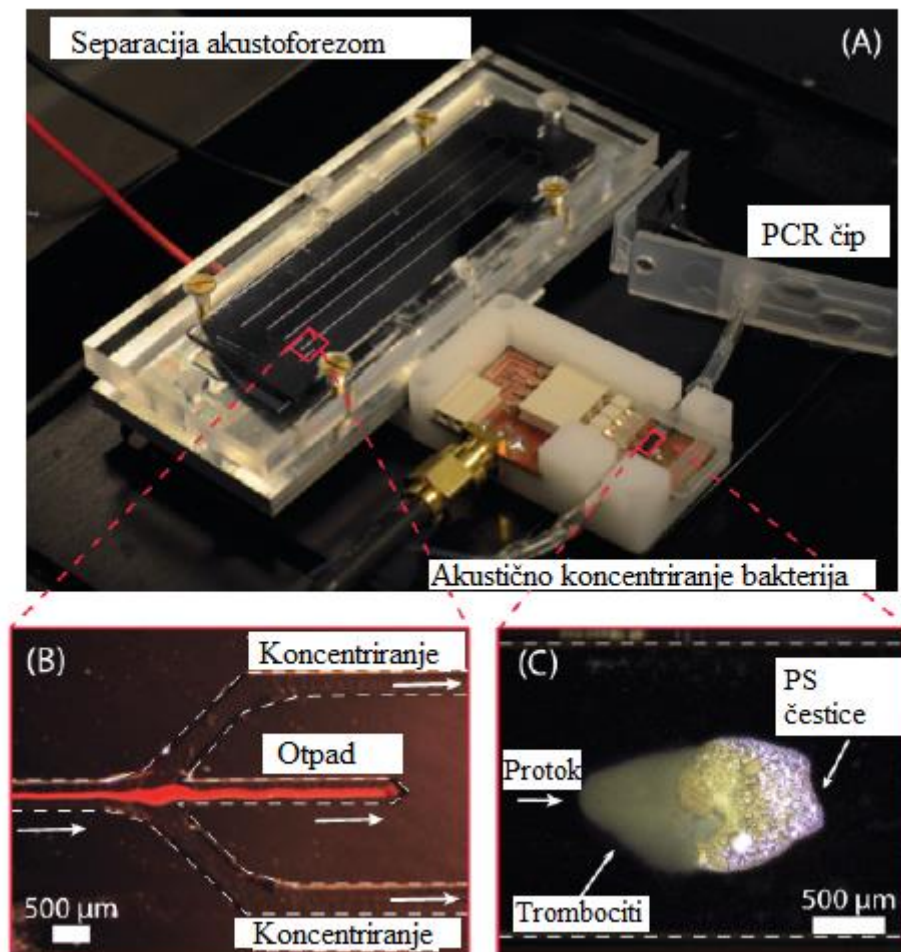 Separacija akustoforezom
(A)
PCR čip
Akustično koncentriranje bakterija
(B)
Koncentriranje
Otpad
500 µm
Koncentriranje
(C)
PS
čestice
Protok
Trombociti
500 µm